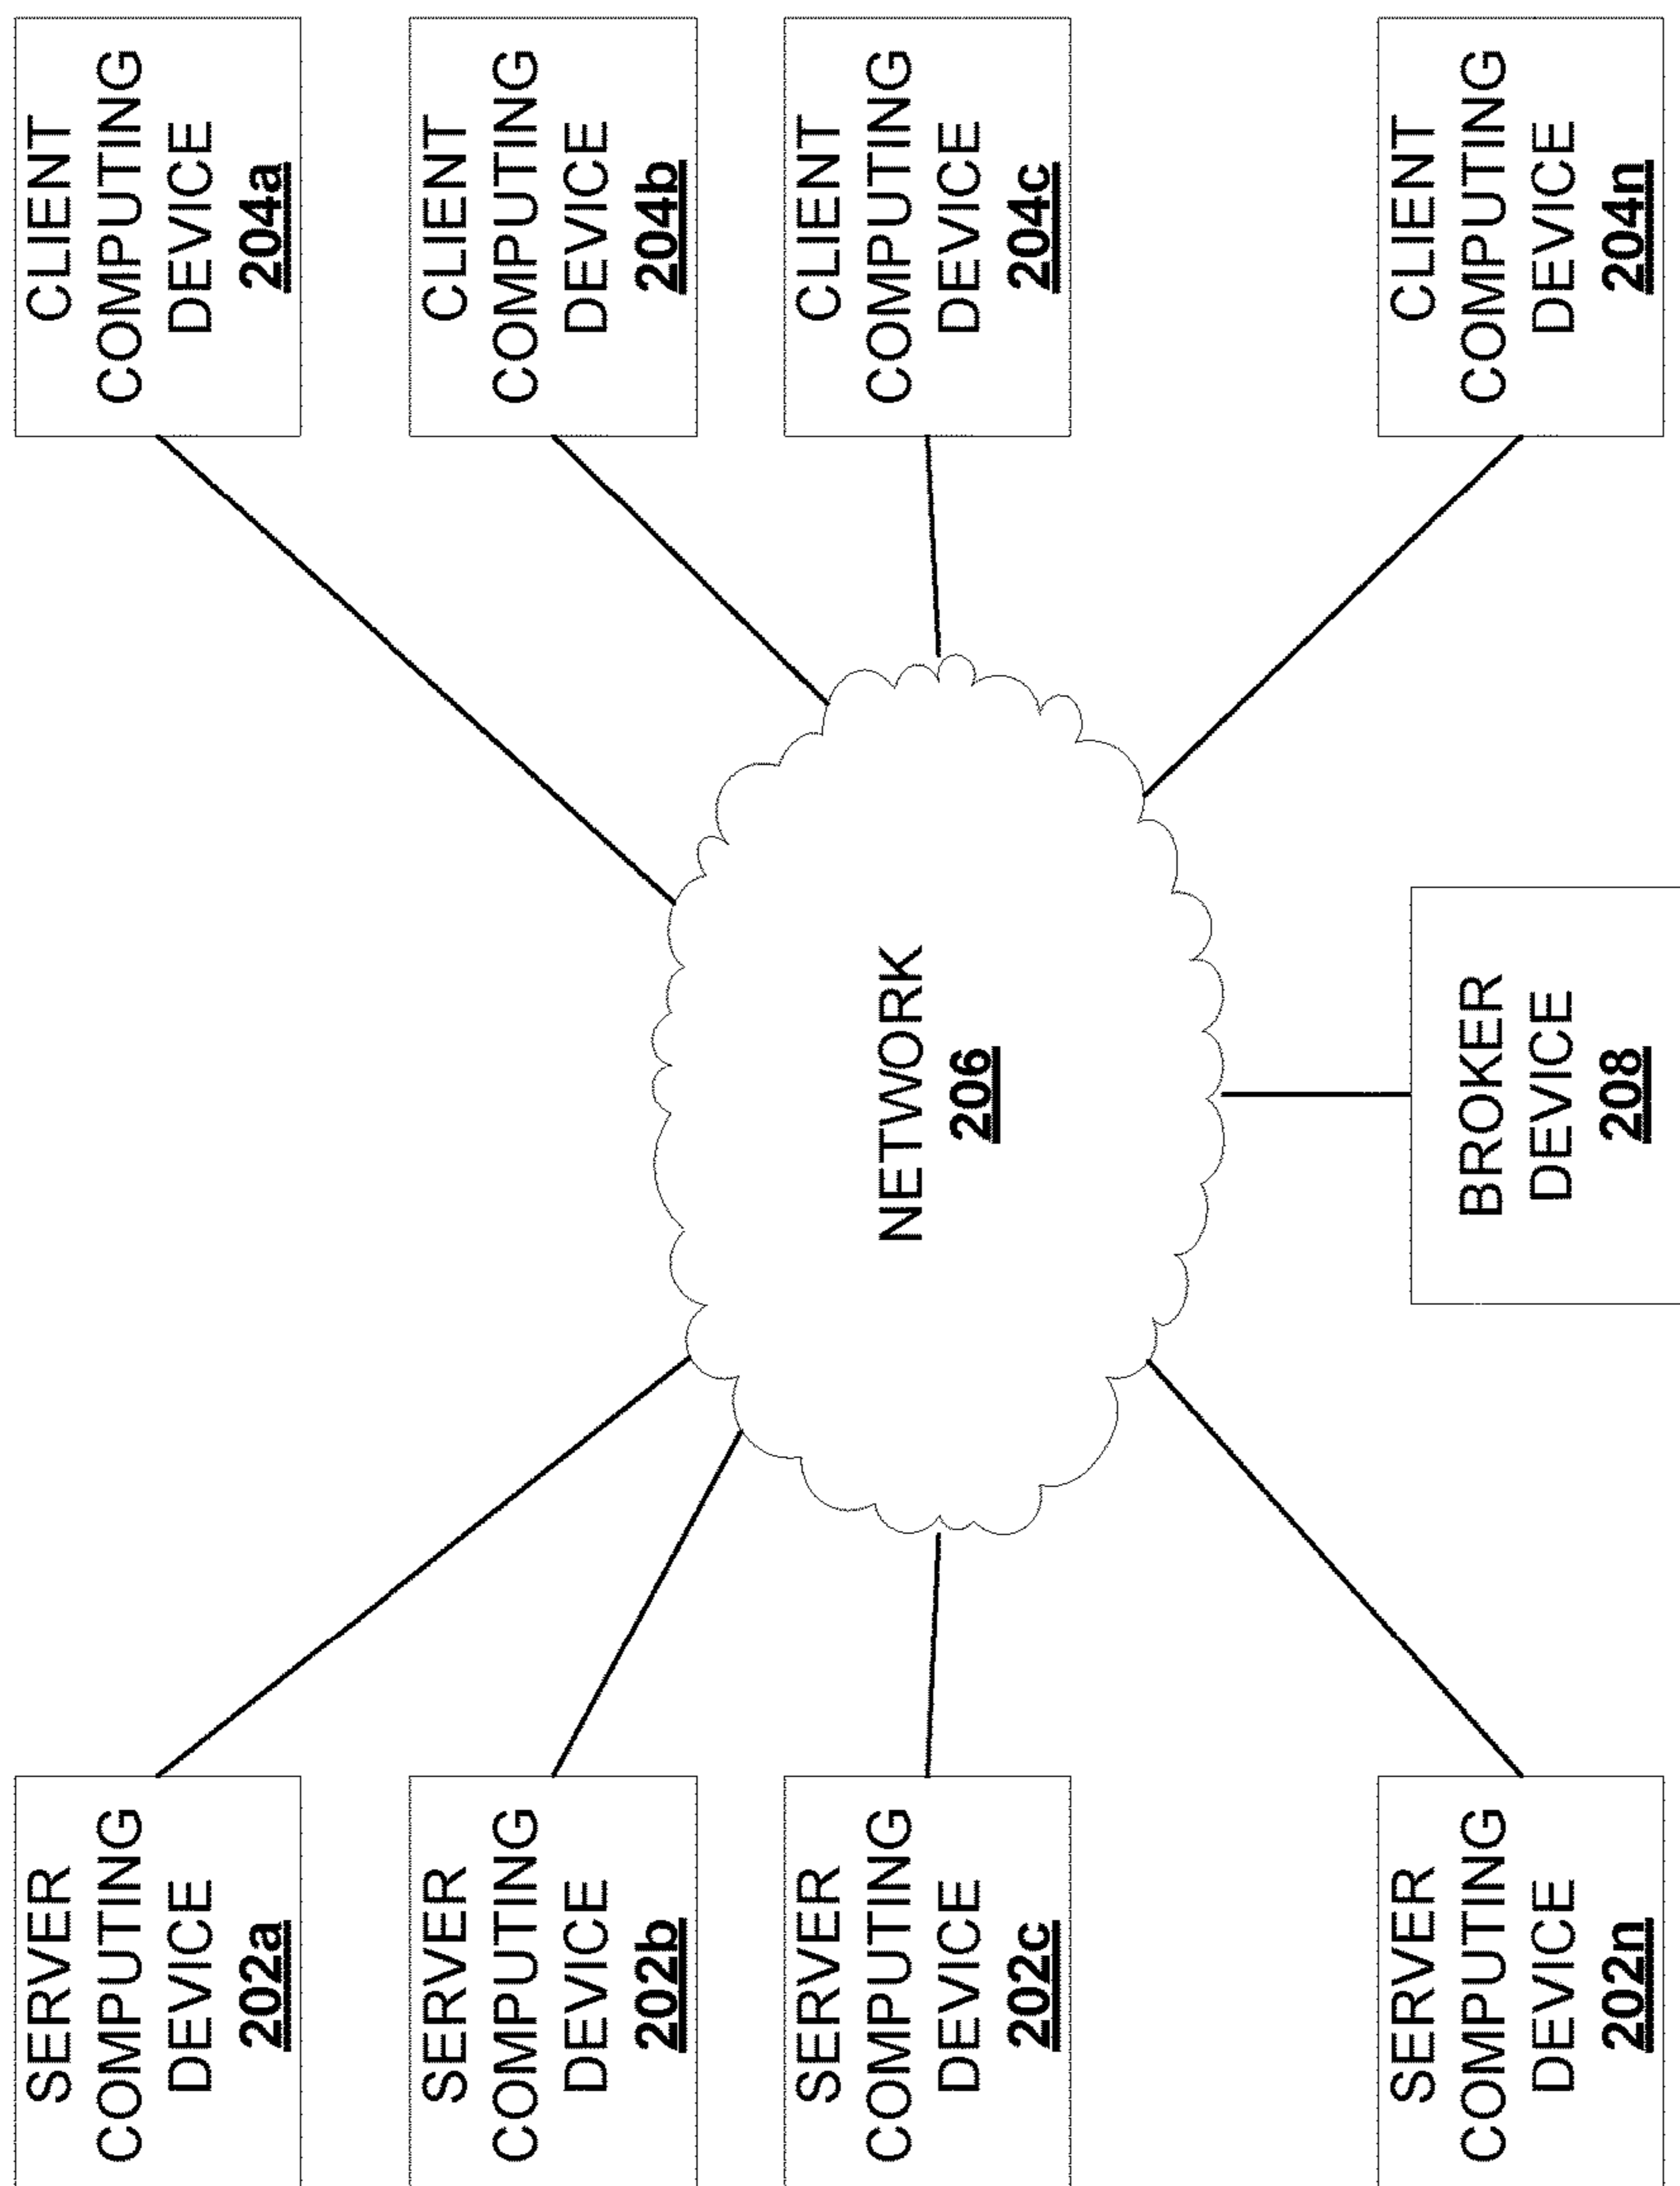 SERVER
COMPUTING
DEVICE
202a
SERVER
COMPUTING
DEVICE
202b
SERVER
COMPUTING
DEVICE
202c
SERVER
COMPUTING
DEVICE
202n
NETWORK
206
BROKER
DEVICE
208
CLIENT
COMPUTING
DEVICE
204a
CLIENT
COMPUTING
DEVICE
204b
CLIENT
COMPUTING
DEVICE
204c
CLIENT
COMPUTING
DEVICE
204n